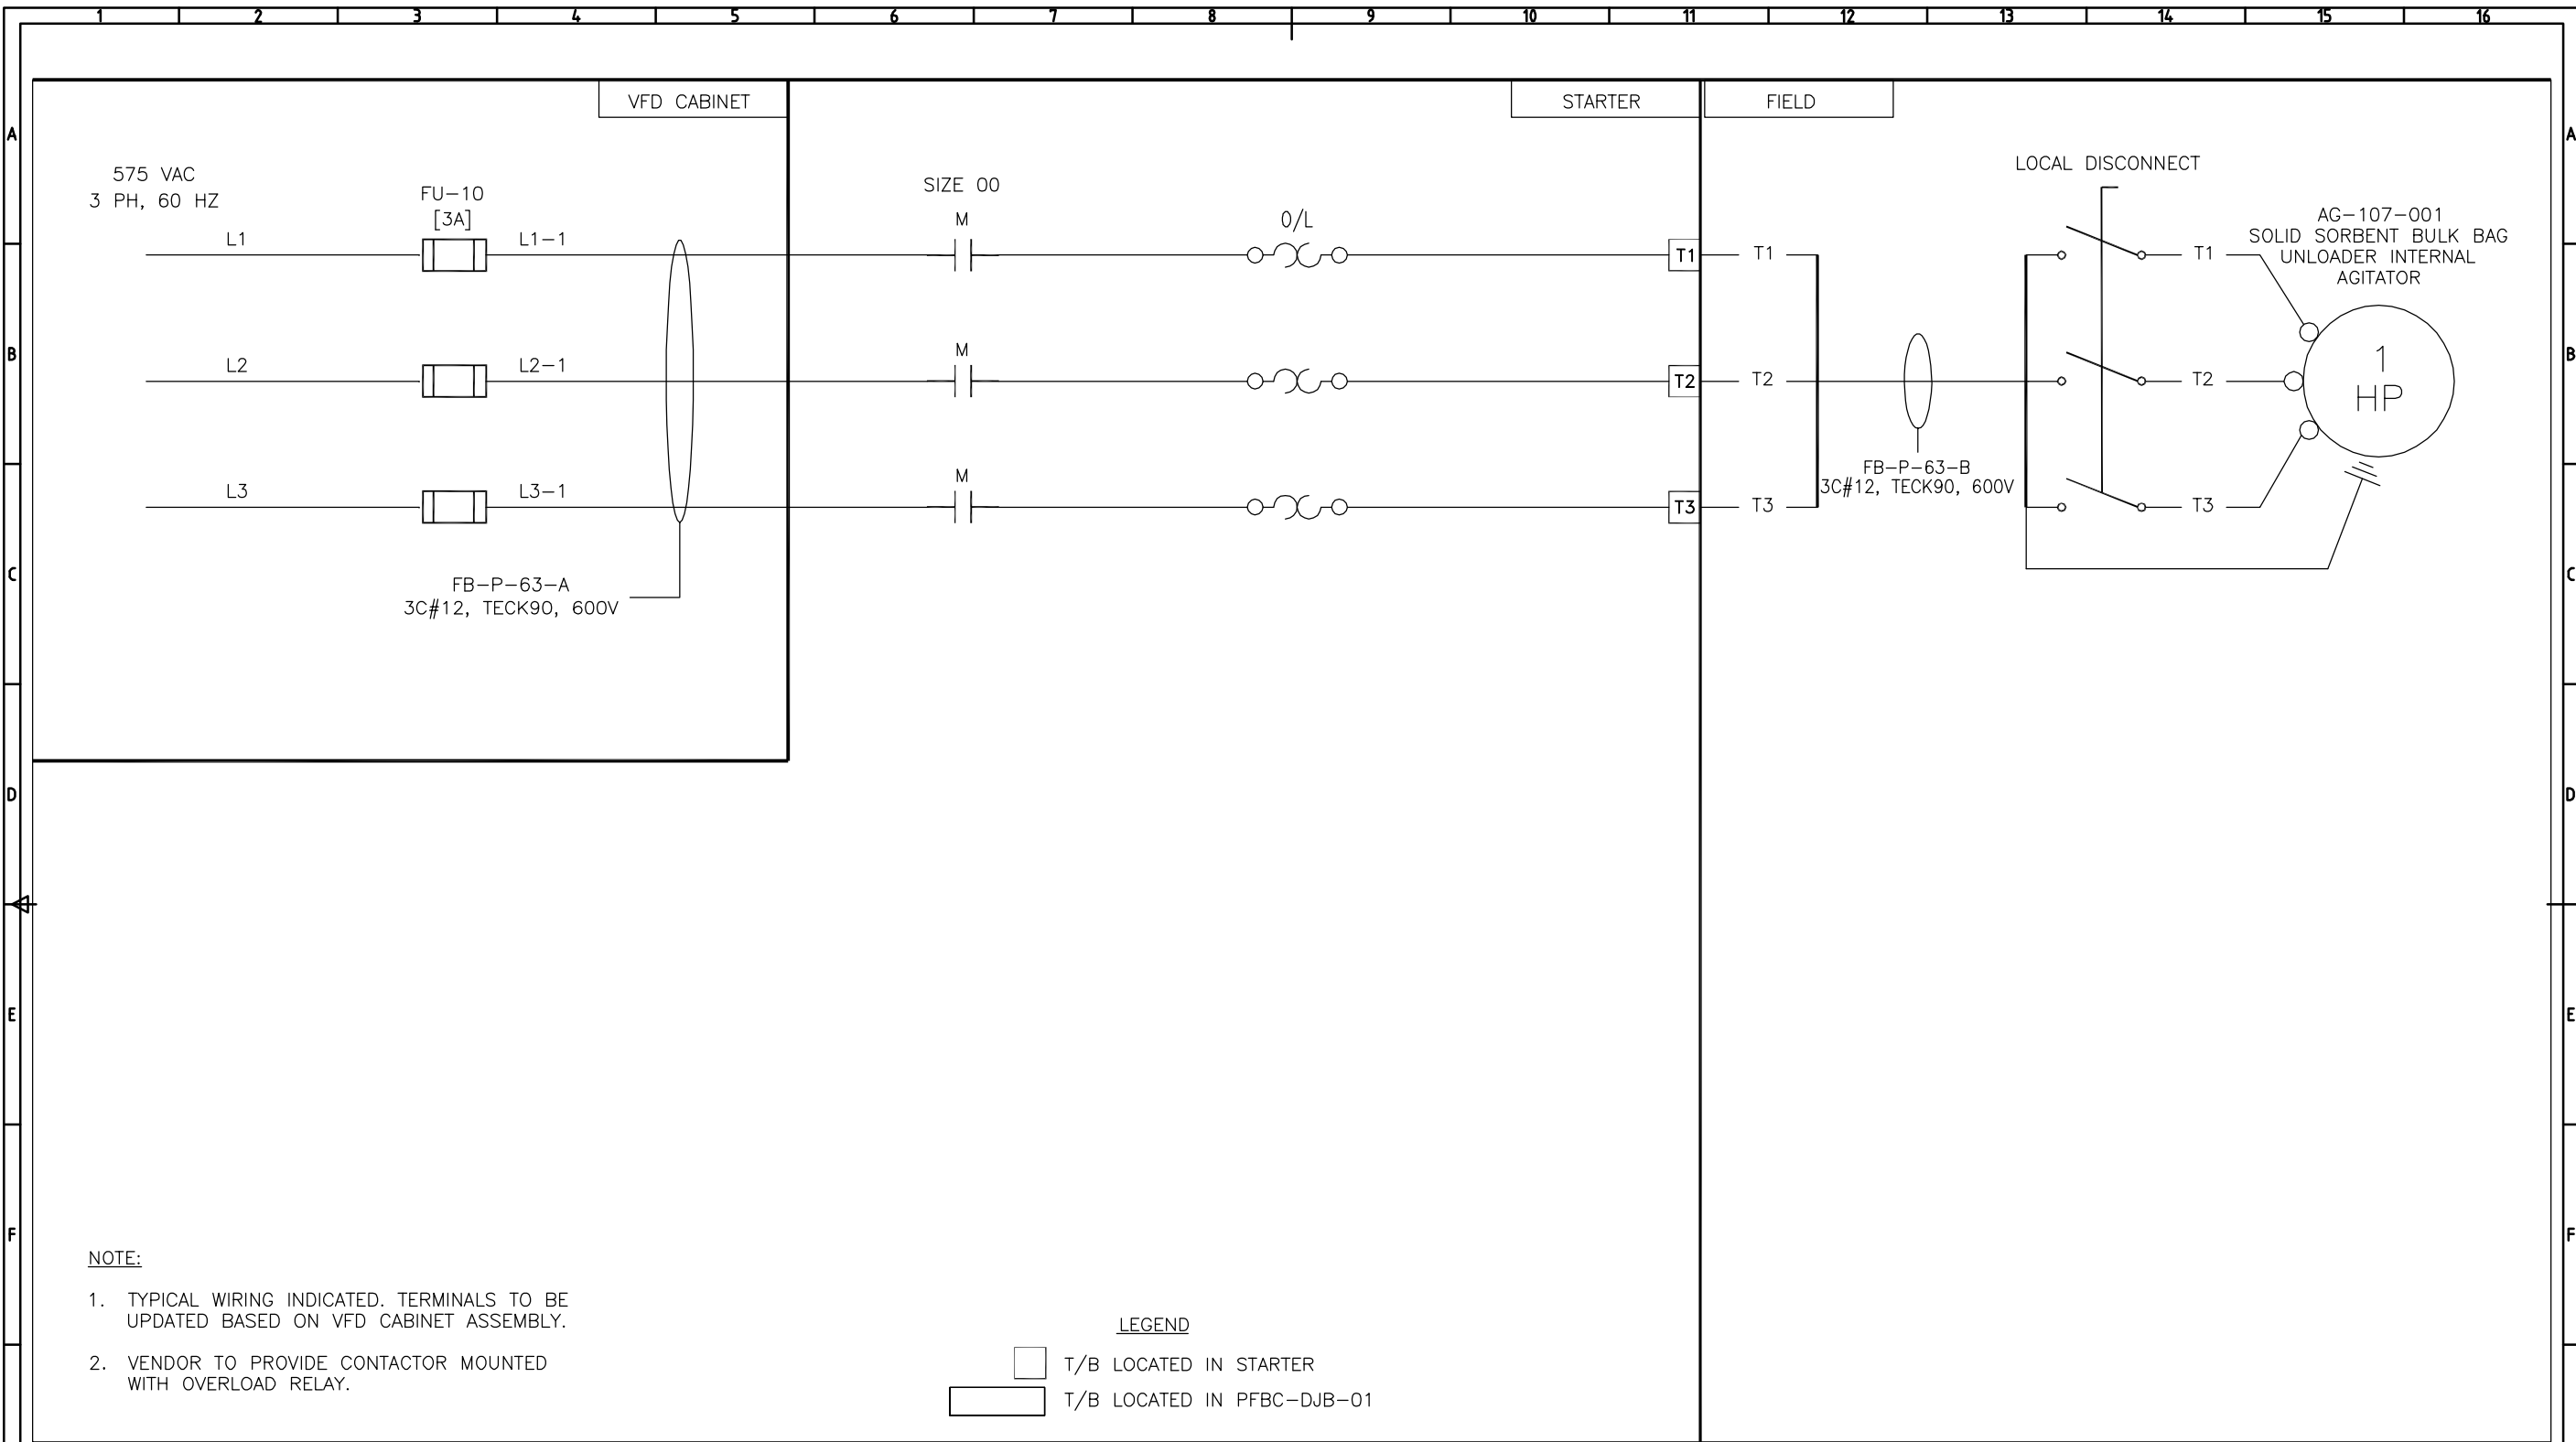 1 2 3 4 5 6 7 8 9 10 11 12 13 14 15 16
VFD CABINET
STARTER
FIELD
A
A
575 VAC
3 PH, 60 HZ
FU-10
[3A]
SIZE 00
M
O/L
LOCAL DISCONNECT
AG-107-001
SOLID SORBENT BULK BAG
UNLOADER INTERNAL
AGITATOR
L1
L1-1
T1
T1
T1
B
B
L2
L2-1
M
T2
T2
T2
1
HP
L3
L3-1
M
T3
T3
FB-P-63-B
3C#12, TECK90, 600V
T3
C
C
FB-P-63-A
3C#12, TECK90, 600V
D
D
E
E
F
F
NOTE:
1. TYPICAL WIRING INDICATED. TERMINALS TO BE
UPDATED BASED ON VFD CABINET ASSEMBLY.
2. VENDOR TO PROVIDE CONTACTOR MOUNTED
WITH OVERLOAD RELAY.
LEGEND
T/B LOCATED IN STARTER
T/B LOCATED IN PFBC-DJB-01